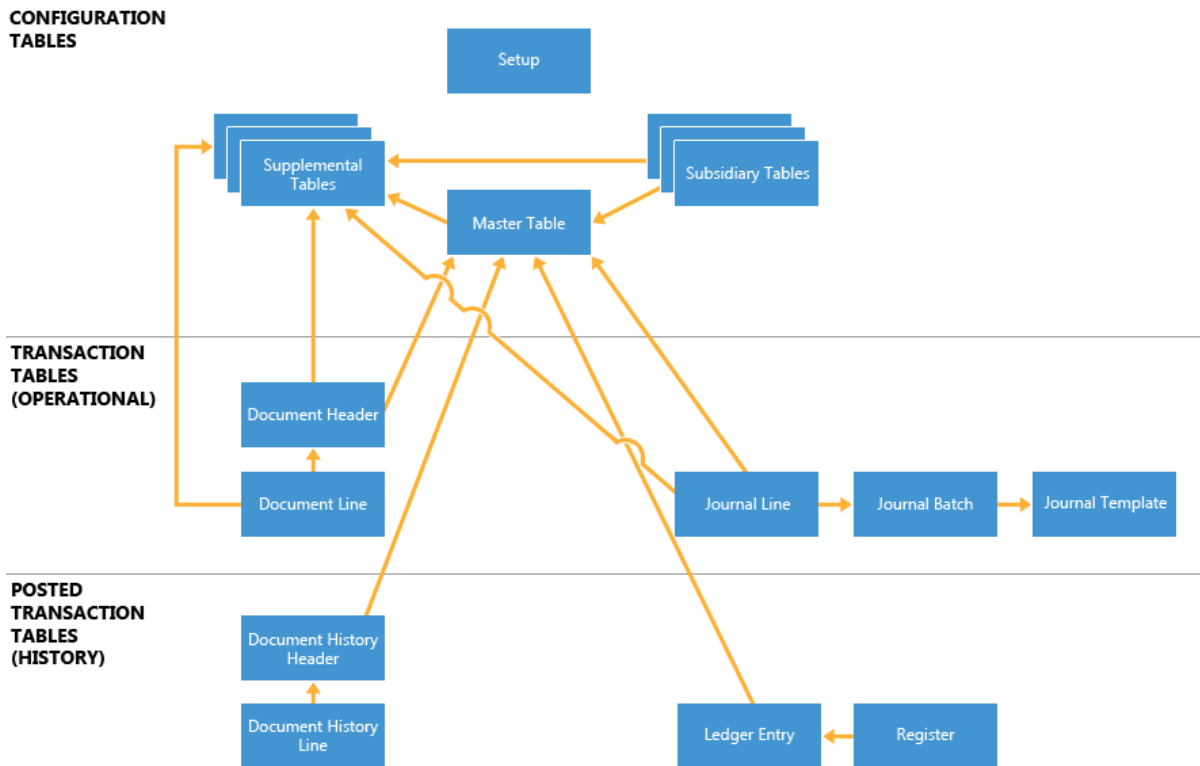 CONFIGURATION
TABLES
Setup
Supplemental
Tables
Subsidiary Tables
Master Table
TRANSACTION
TABLES
(OPERATIONAL)
Document Header
Document Line
Journal Line
Journal Batch
Journal Template
POSTED
TRANSACTION
TABLES
(HISTORY)
Document History
Header
Document History
Line
Ledger Entry
Register